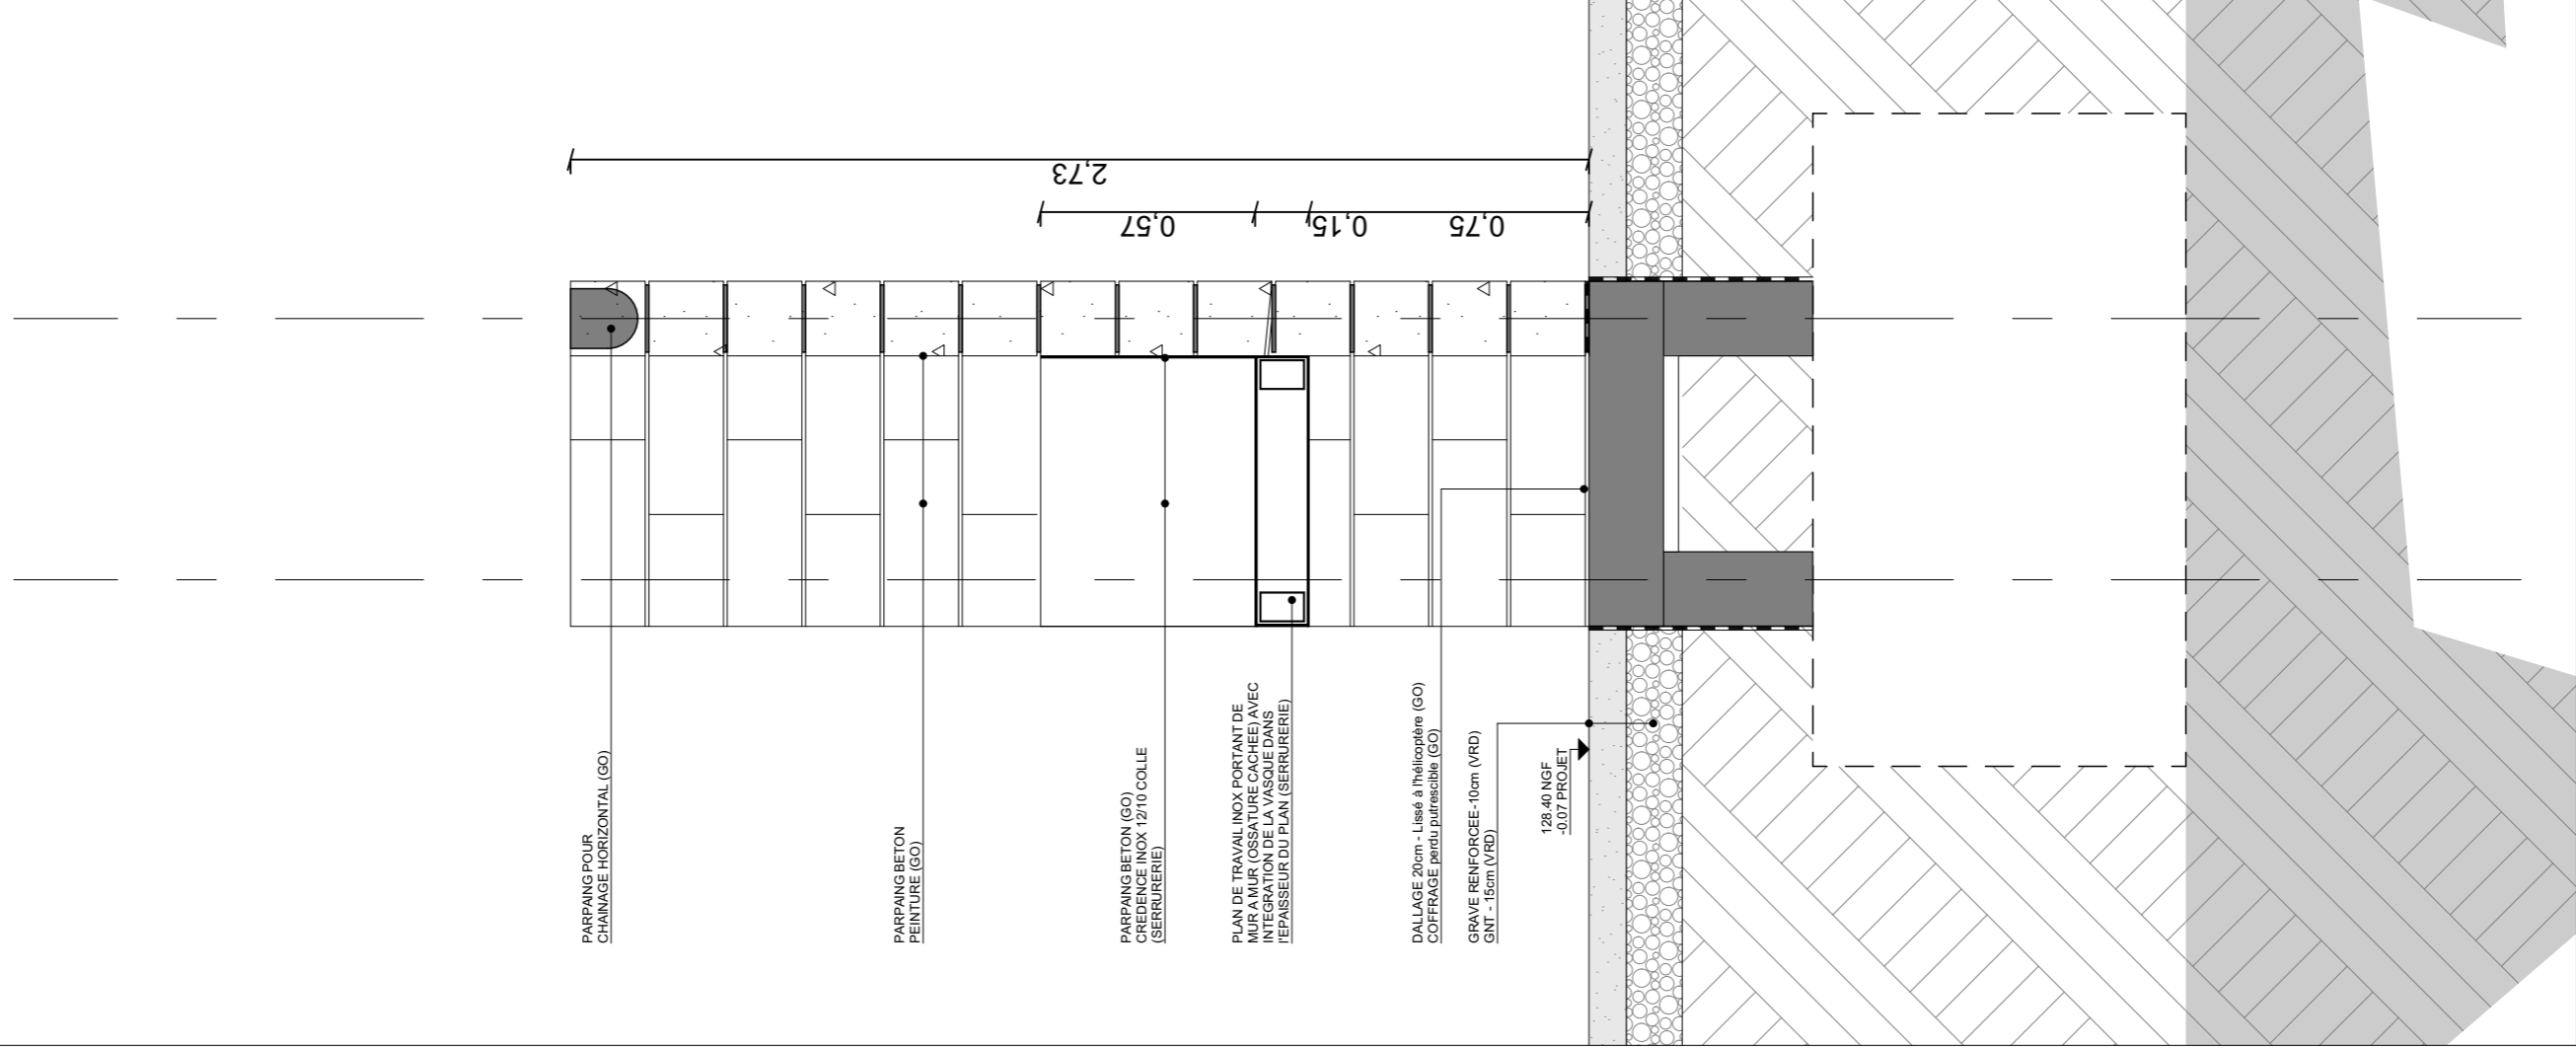 PARPAING POUR
CHAINAGE HORIZONTAL (GO)
PARPAING BETON
PEINTURE (GO)
PARPAING BETON (GO)
CREDENCE INOX 12/10 COLLE
(SERRURERIE)
PLAN DE TRAVAIL INOX PORTANT DE
MUR A MUR (OSSATURE CACHEE) AVEC
INTEGRATION DE LA VASQUE DANS
l'EPAISSEUR DU PLAN (SERRURERIE)
DALLAGE 20cm - Lissé à l'hélicoptère (GO)
COFFRAGE perdu putrescible (GO)
GRAVE RENFORCEE-10cm (VRD)
GNT - 15cm (VRD)
128.40 NGF
-0.07 PROJET
2,73
0,57
0,15
0,75